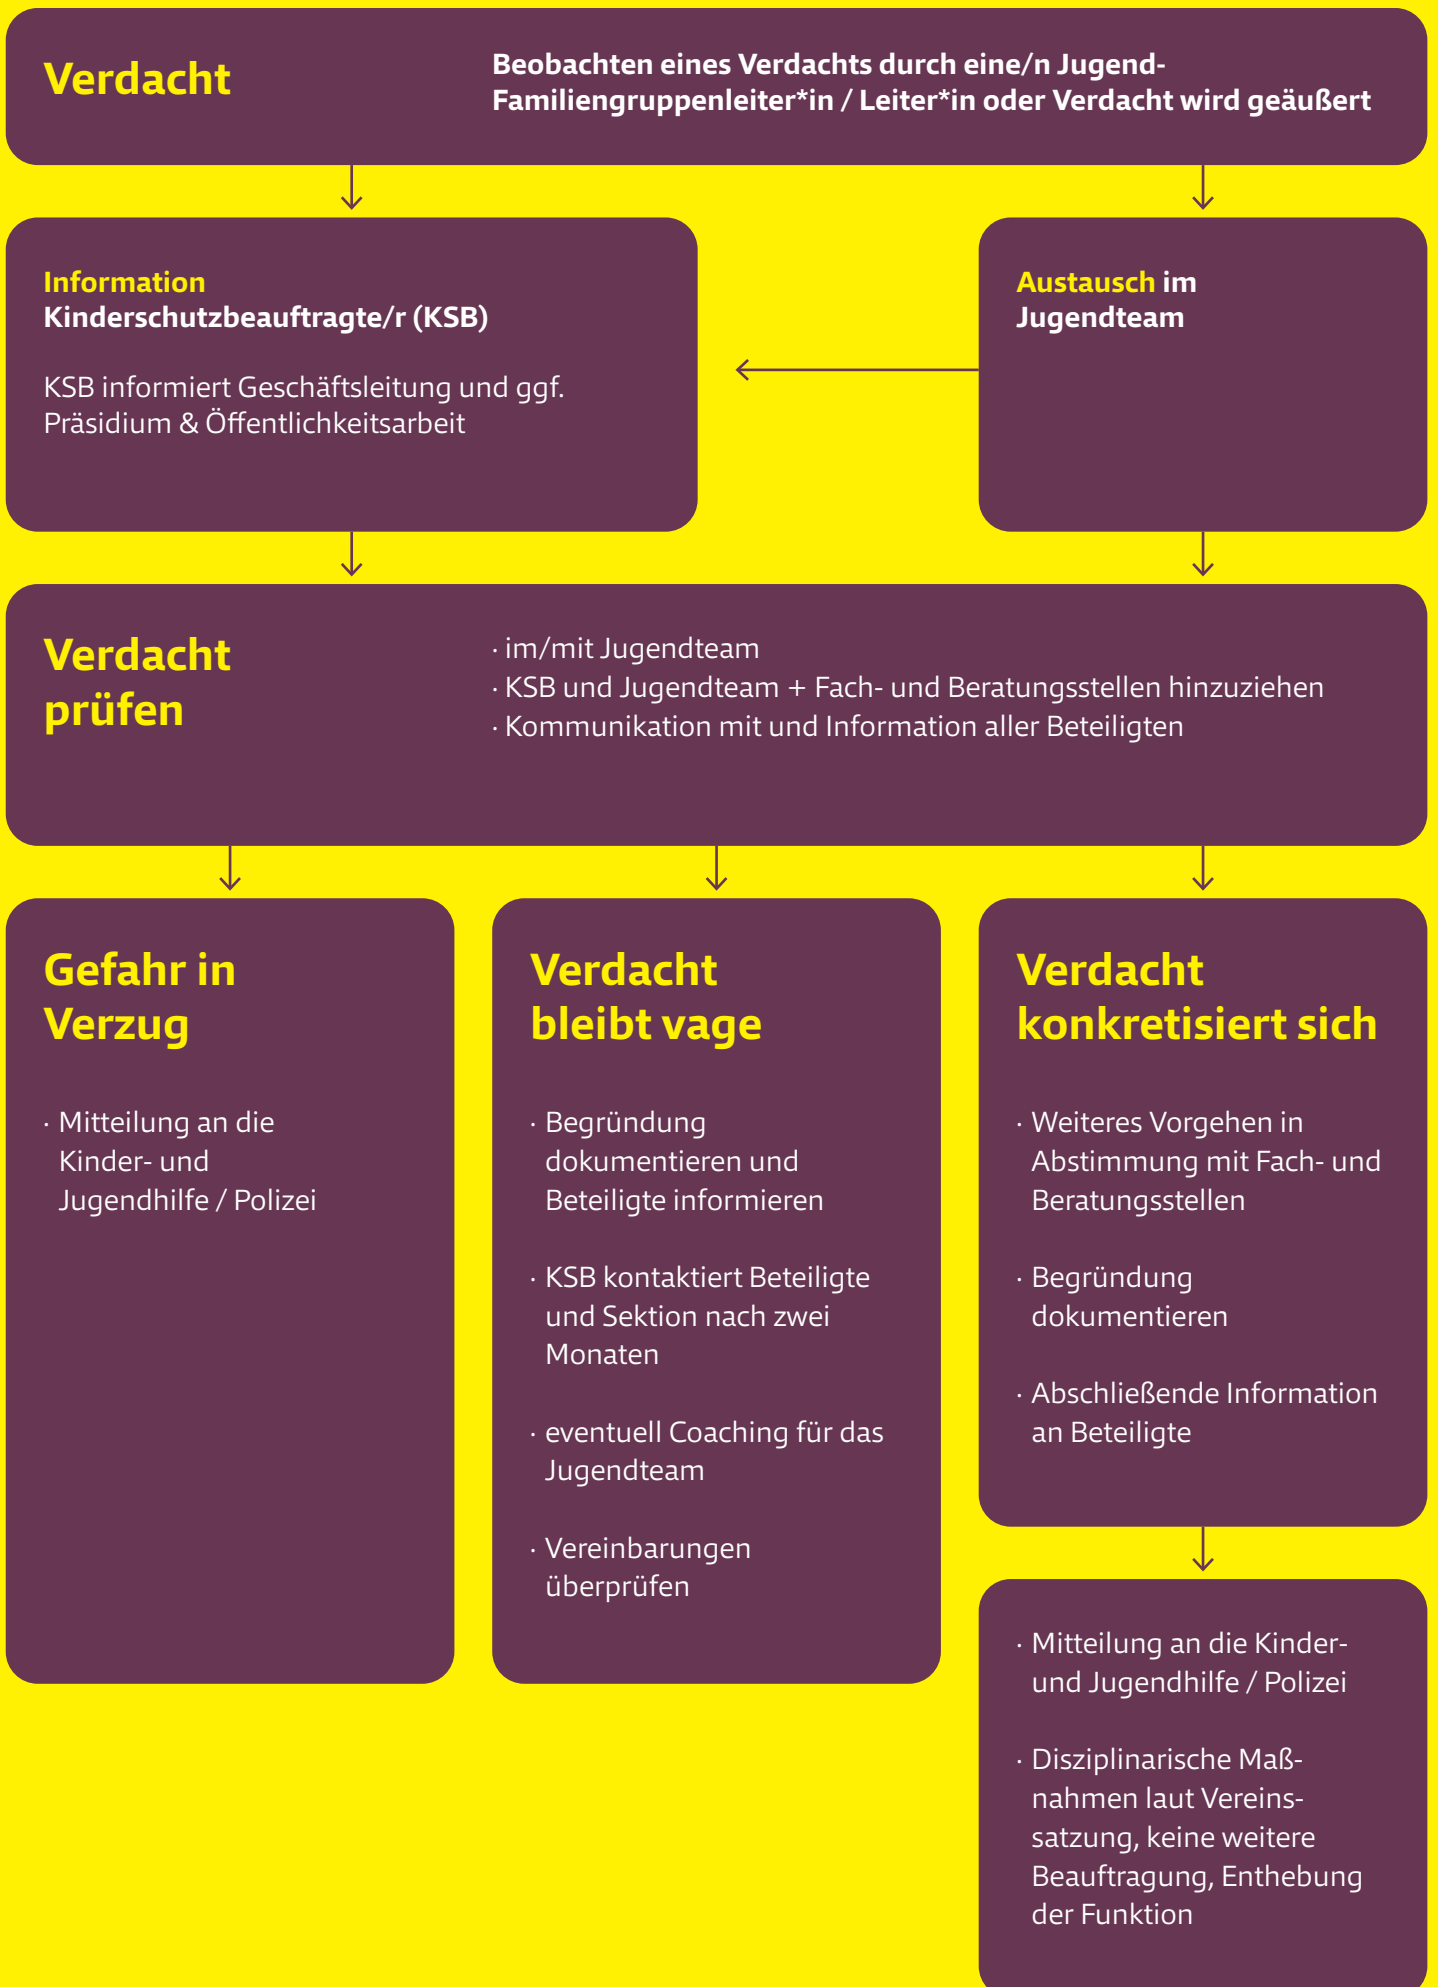 Verdacht
Beobachten eines Verdachts durch eine/n Jugend-
Familiengruppenleiter*in / Leiter*in oder Verdacht wird geäußert
Information
Kinderschutzbeauftragte/r (KSB)
KSB informiert Geschäftsleitung und ggf.
Präsidium & Öffentlichkeitsarbeit
Austausch im
Jugendteam
Verdacht
prüfen
· im/mit Jugendteam
· KSB und Jugendteam + Fach- und Beratungsstellen hinzuziehen
· Kommunikation mit und Information aller Beteiligten
Gefahr in
Verzug
· Mitteilung an die
Kinder- und
Jugendhilfe / Polizei
Verdacht
bleibt vage
· Begründung
dokumentieren und
Beteiligte informieren
· KSB kontaktiert Beteiligte
und Sektion nach zwei
Monaten
· eventuell Coaching für das
Jugendteam
· Vereinbarungen
überprüfen
Verdacht
konkretisiert sich
· Weiteres Vorgehen in
Abstimmung mit Fach- und
Beratungsstellen
· Begründung
dokumentieren
· Abschließende Information
an Beteiligte
· Mitteilung an die Kinder-
und Jugendhilfe / Polizei
· Disziplinarische Maß-
nahmen laut Vereins-
satzung, keine weitere
Beauftragung, Enthebung
der Funktion